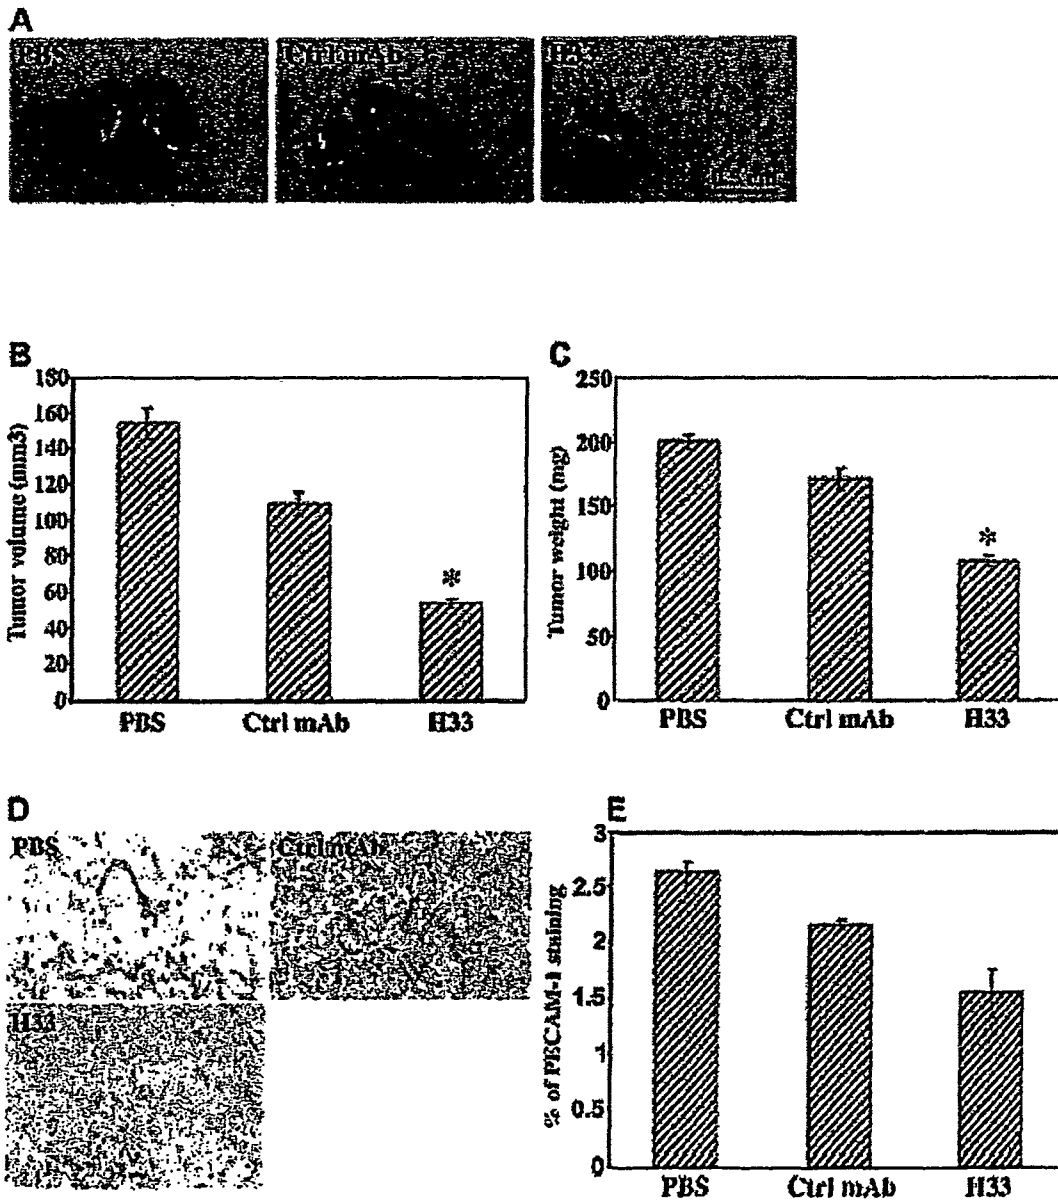 A
PBS
Ctrl mAb
H33
B
C
180
160
140
120
100
80
60
40
20
0
Tumor volume (mm3)
*
PBS
Ctrl mAb
H33
250
200
150
100
50
0
Tumor weight (mg)
*
PBS
Ctrl mAb
H33
D
E
PBS
Ctrl mAb
H33
3
2.5
2
1.5
1
0.5
0
% of PECAM-1 staining
PBS
Ctrl mAb
H33